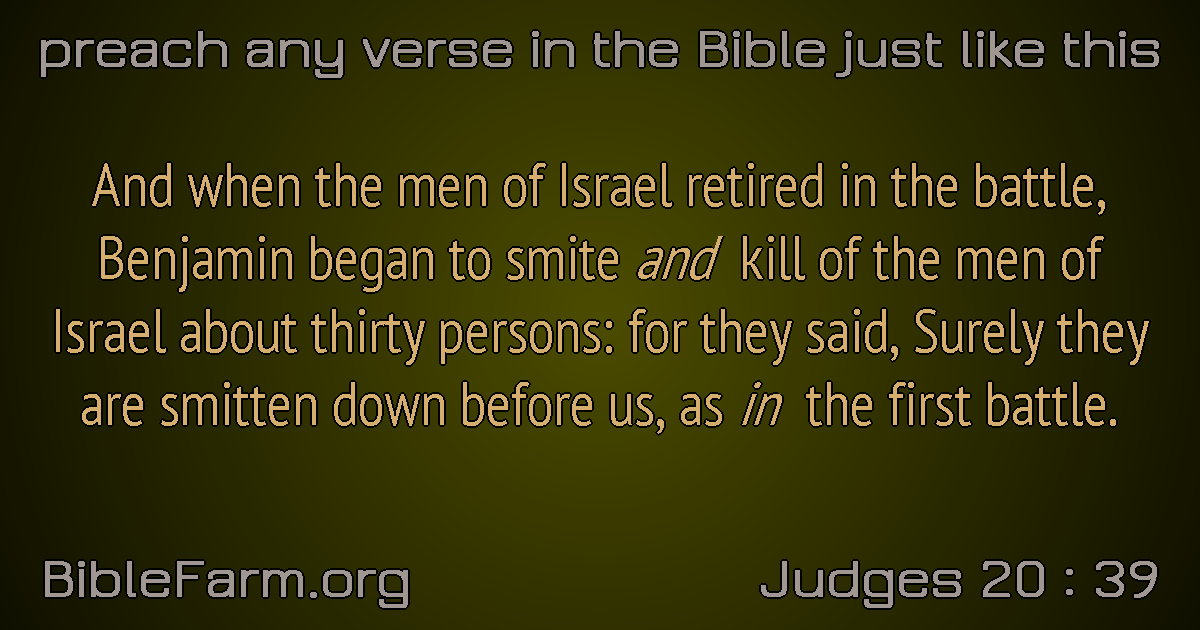 preach any verse in the Bible just like this
And when the men of Israel retired in the battle,
Benjamin began to smite and kill of the men of
Israel about thirty persons: for they said, Surely they
are smitten down before us, as in the first battle.
BibleFarm.org
Judges 20 : 39